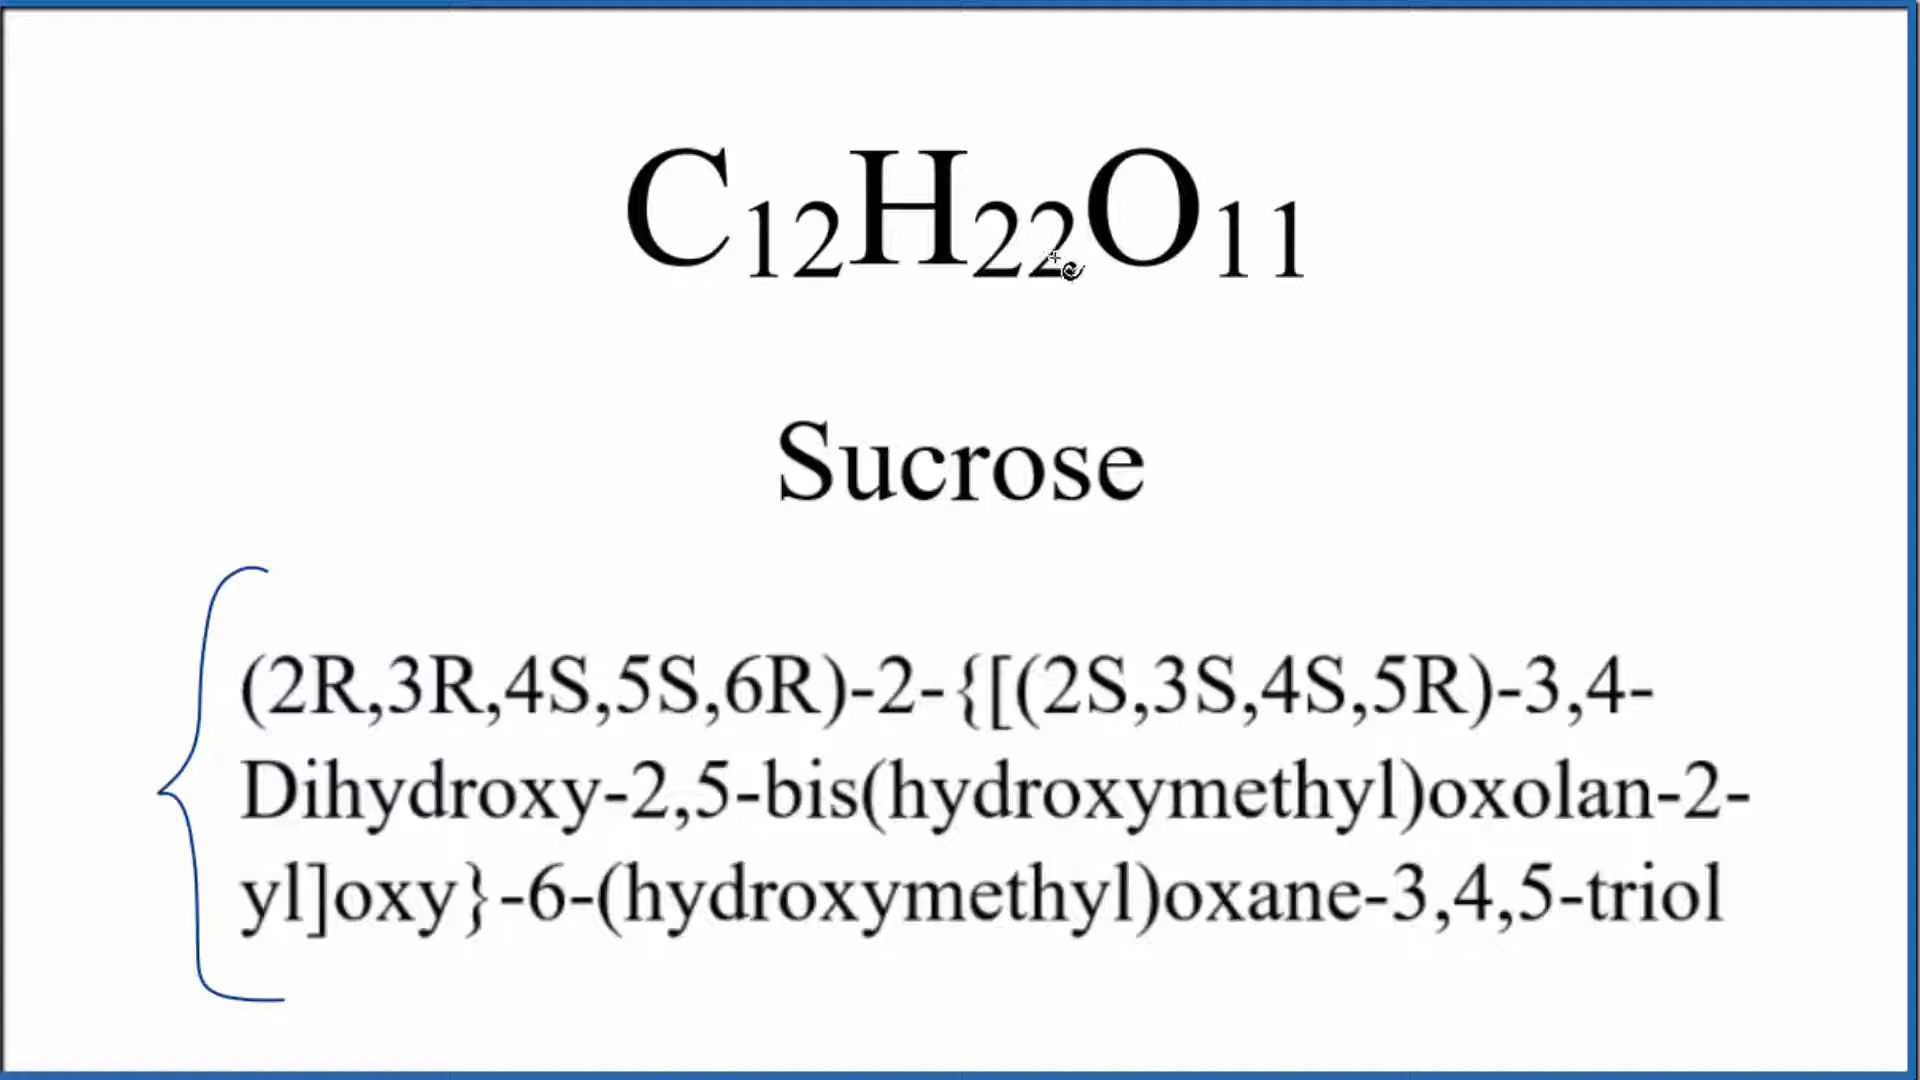 C₁₂H₂₂O₁₁
Sucrose
(2R,3R,4S,5S,6R)-2-{[(2S,3S,4S,5R)-3,4-
Dihydroxy-2,5-bis(hydroxymethyl)oxolan-2-
yl]oxy}-6-(hydroxymethyl)oxane-3,4,5-triol